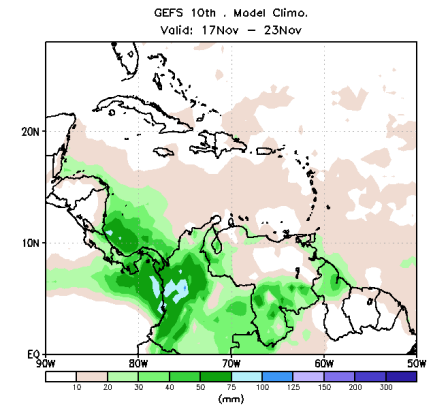 GEFS 10th . Model Climo.
Valid: 17Nov – 23Nov
20N
10N
EQ
90W 80W 70W 60W 50W
10 20 30 40 50 75 100 125 150 200 300
(mm)